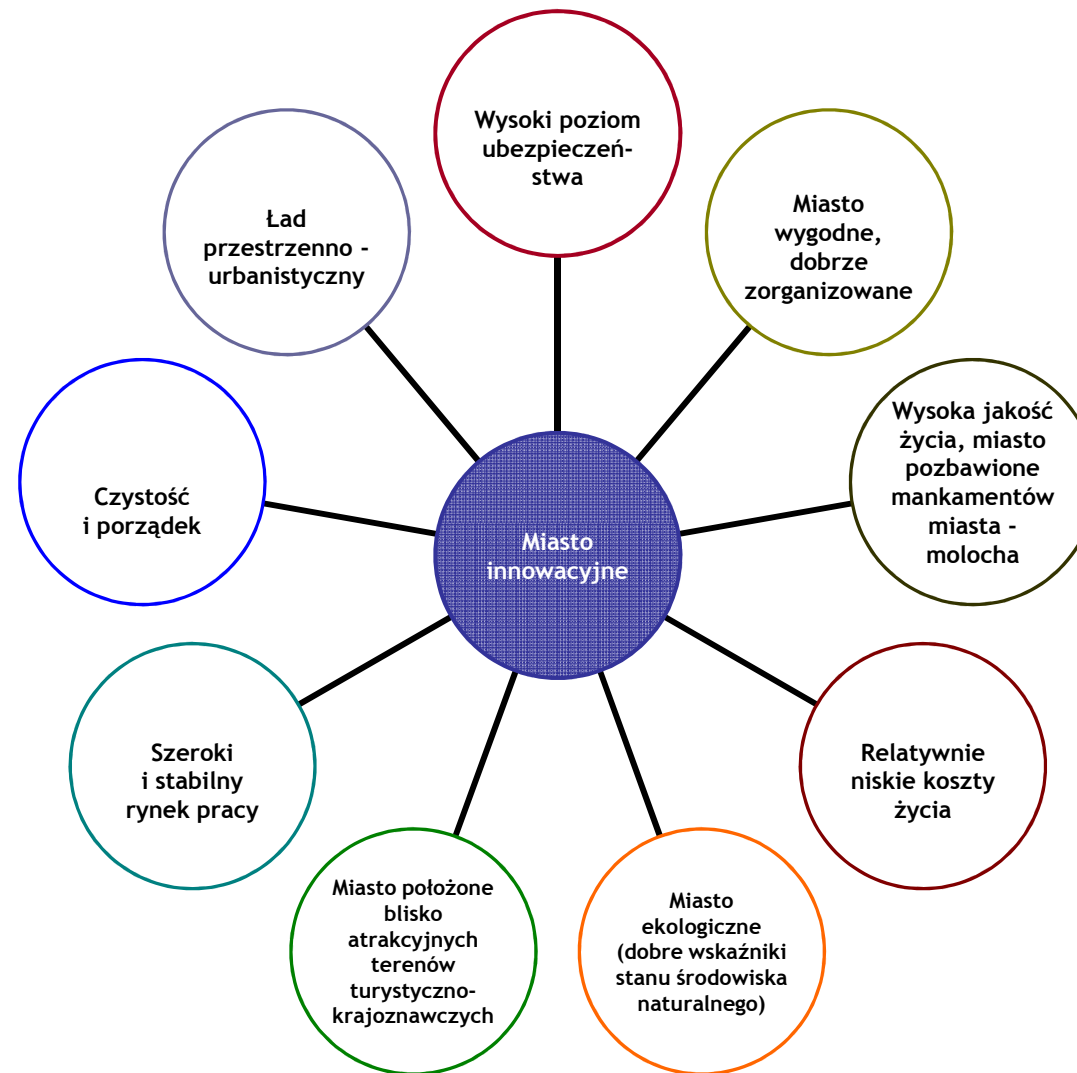 Wysoki poziom
ubezpieczeń-
stwa
Miasto
wygodne,
dobrze
zorganizowane
Wysoka jakość
życia, miasto
pozbawione
mankamentów
miasta -
molocha
Relatywnie
niskie koszty
życia
Miasto
ekologiczne
(dobre wskaźniki
stanu środowiska
naturalnego)
Miasto położone
blisko
atrakcyjnych
terenów
turystyczno-
krajoznawczych
Szeroki
i stabilny
rynek pracy
Czystość
i porządek
Ład
przestrzenno -
urbanistyczny
Miasto
innowacyjne